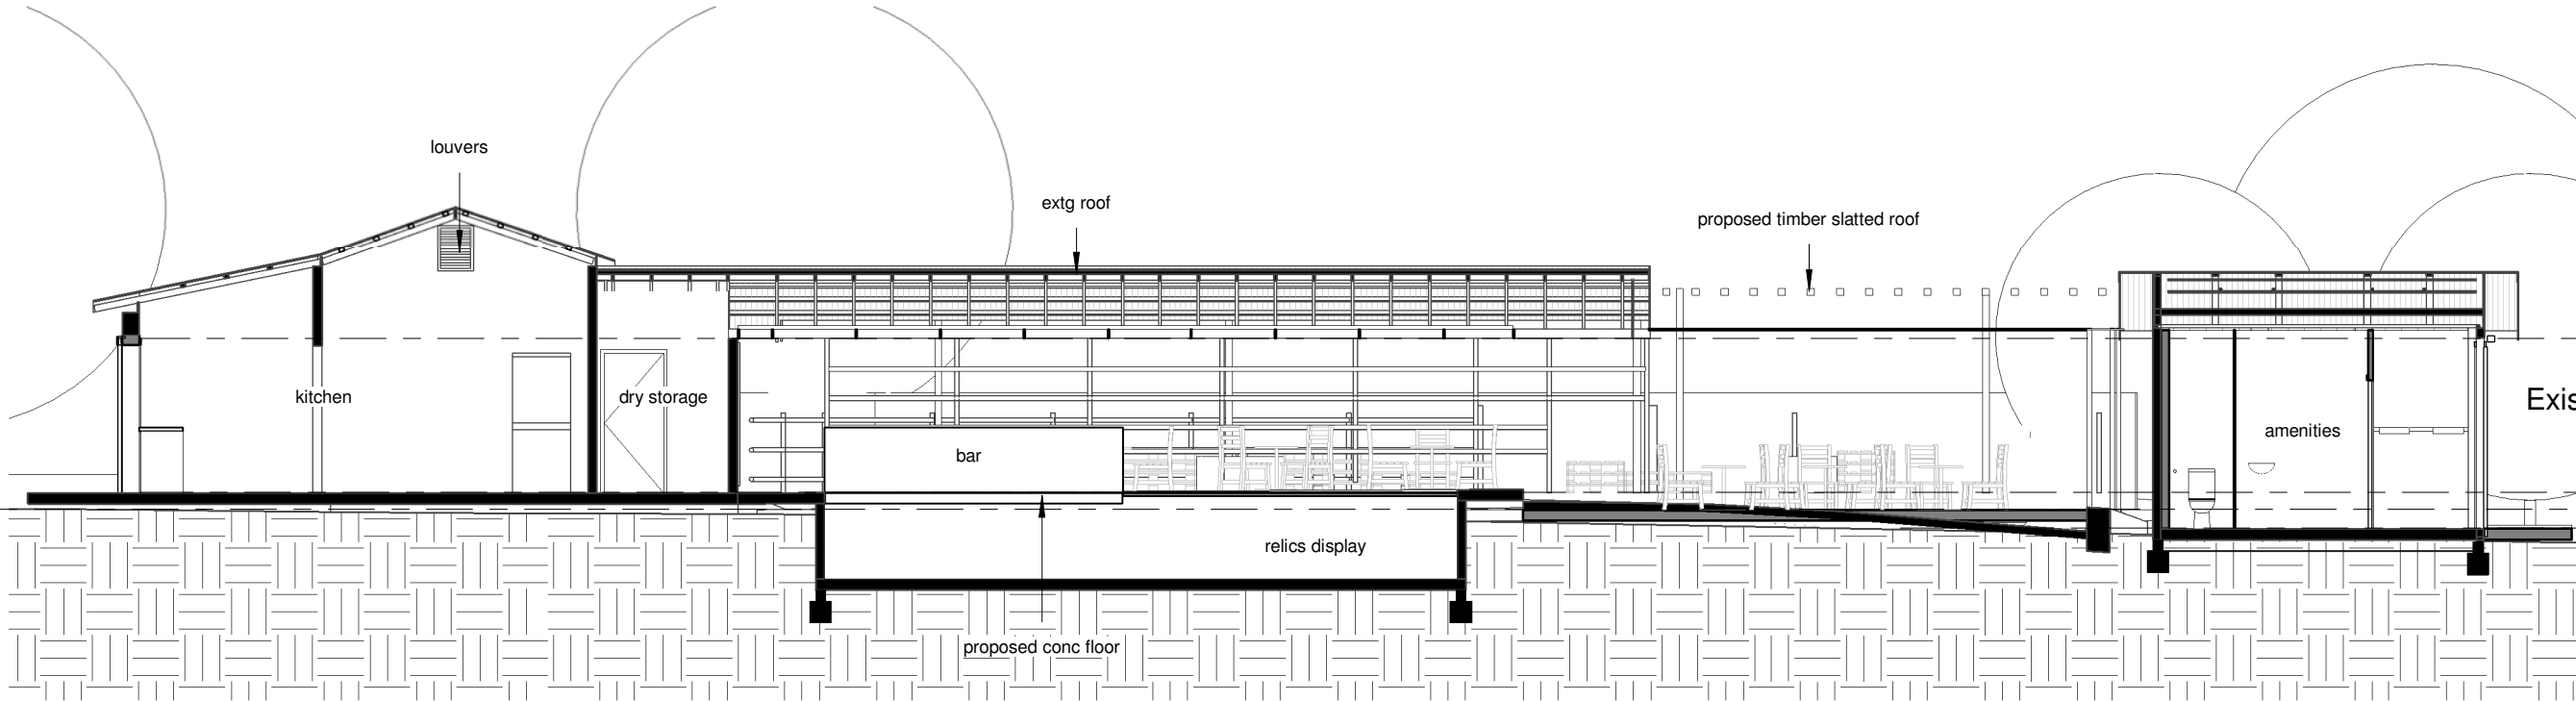 louvers
extg roof
proposed timber slatted roof
kitchen
dry storage
Exis
amenities
bar
relics display
proposed conc floor